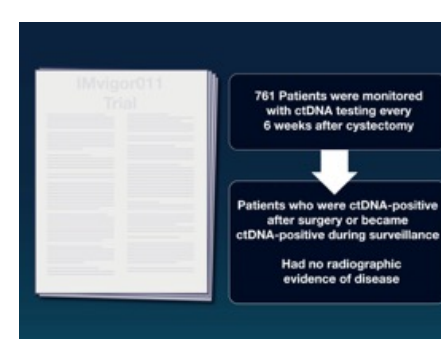 IMvigor011
Trial
761 Patients were monitored
with ctDNA testing every
6 weeks after cystectomy
Patients who were ctDNA-positive
after surgery or became
ctDNA-positive during surveillance
Had no radiographic
evidence of disease